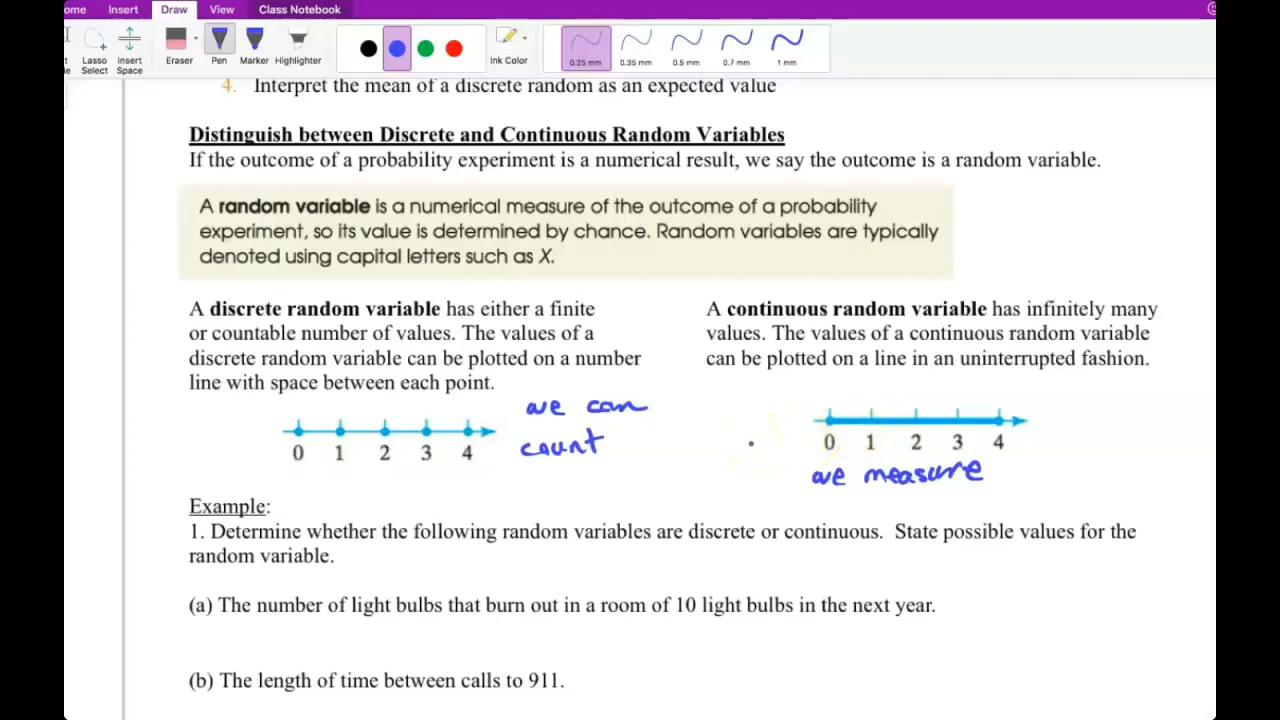 ome Insert Draw View Class Notebook
Lasso Select
Insert Space
Eraser
Pen
Marker
Highlighter
Ink Color
0.25 mm
0.35 mm
0.5 mm
0.7 mm
1 mm
4. Interpret the mean of a discrete random as an expected value
Distinguish between Discrete and Continuous Random Variables
If the outcome of a probability experiment is a numerical result, we say the outcome is a random variable.
A random variable is a numerical measure of the outcome of a probability
experiment, so its value is determined by chance. Random variables are typically
denoted using capital letters such as X.
A discrete random variable has either a finite
or countable number of values. The values of a
discrete random variable can be plotted on a number
line with space between each point.
we can
count
0 1 2 3 4
A continuous random variable has infinitely many
values. The values of a continuous random variable
can be plotted on a line in an uninterrupted fashion.
0 1 2 3 4
we measure
Example:
1. Determine whether the following random variables are discrete or continuous. State possible values for the
random variable.
(a) The number of light bulbs that burn out in a room of 10 light bulbs in the next year.
(b) The length of time between calls to 911.